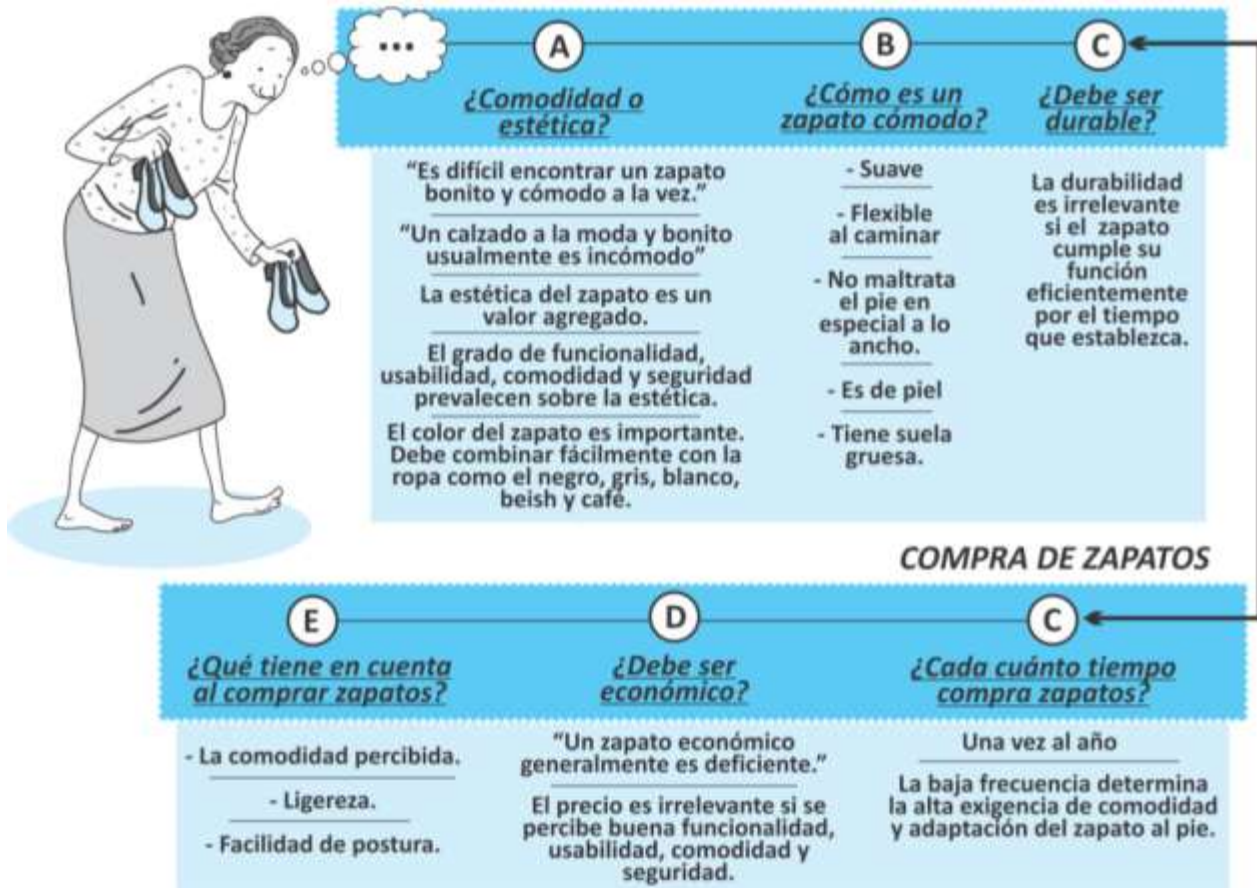 ...
A
¿Comodidad o
estética?
"Es difícil encontrar un zapato
bonito y cómodo a la vez."
"Un calzado a la moda y bonito
usualmente es incómodo"
La estética del zapato es un
valor agregado.
El grado de funcionalidad,
usabilidad, comodidad y seguridad
prevalecen sobre la estética.
El color del zapato es importante.
Debe combinar fácilmente con la
ropa como el negro, gris, blanco,
beish y café.
B
¿Cómo es un
zapato cómodo?
- Suave
- Flexible
al caminar
- No maltrata
el pie en
especial a lo
ancho.
- Es de piel
- Tiene suela
gruesa.
C
¿Debe ser
durable?
La durabilidad
es irrelevante
si el zapato
cumple su
función
eficientemente
por el tiempo
que establezca.
COMPRA DE ZAPATOS
E
¿Qué tiene en cuenta
al comprar zapatos?
- La comodidad percibida.
- Ligereza.
- Facilidad de postura.
D
¿Debe ser
económico?
"Un zapato económico
generalmente es deficiente."
El precio es irrelevante si se
percibe buena funcionalidad,
usabilidad, comodidad y
seguridad.
C
¿Cada cuánto tiempo
compra zapatos?
Una vez al año
La baja frecuencia determina
la alta exigencia de comodidad
y adaptación del zapato al pie.